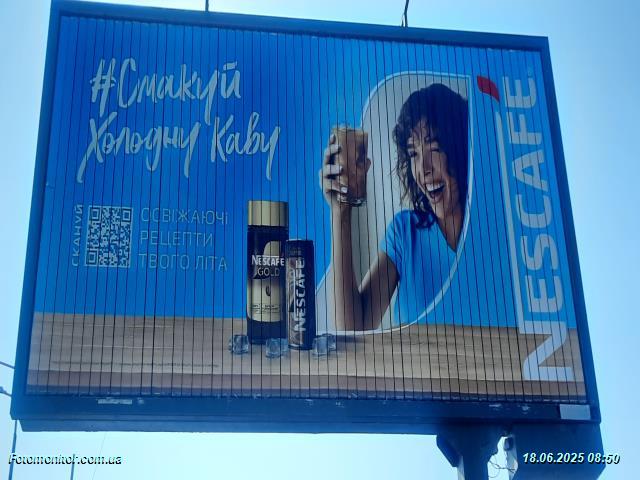 #Смакуй
Холодну Каву
СКАНУЙ
ОСВІЖАЮЧІ
РЕЦЕПТИ
ТВОГО ЛІТА
NESCAFÉ
GOLD
NESCAFÉ
NESCAFÉ
Fotomonitor.com.ua
18.06.2025 08:50